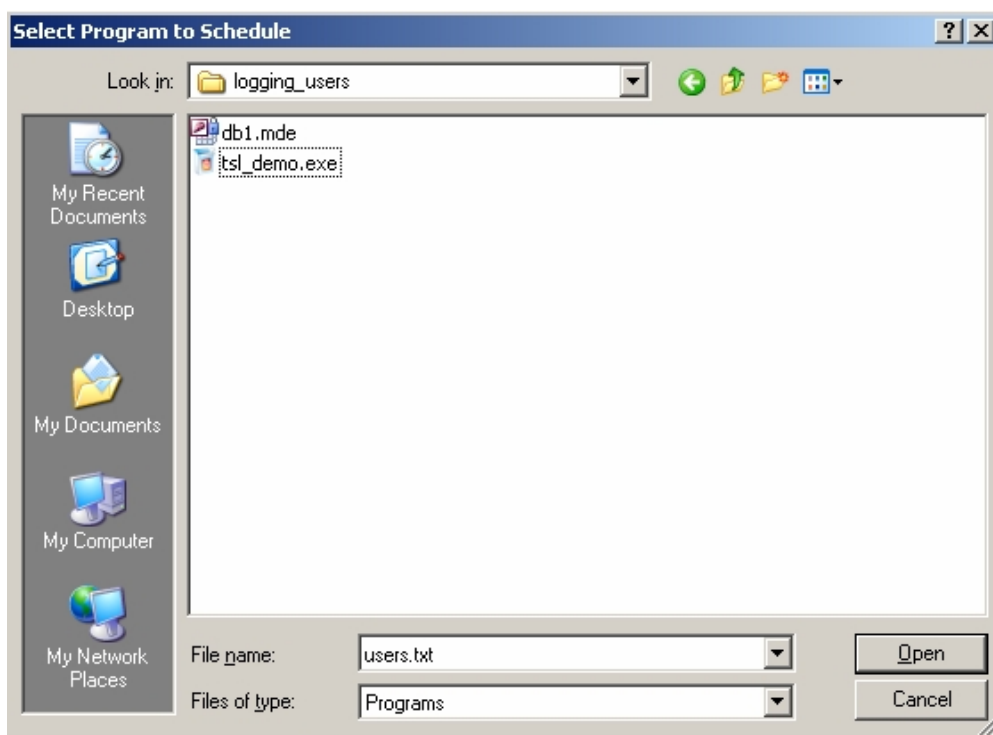 Select Program to Schedule
Look in:
logging_users
db1.mde
tsl_demo.exe
My Recent
Documents
Desktop
My Documents
My Computer
My Network
Places
File name:
users.txt
Open
Files of type:
Programs
Cancel